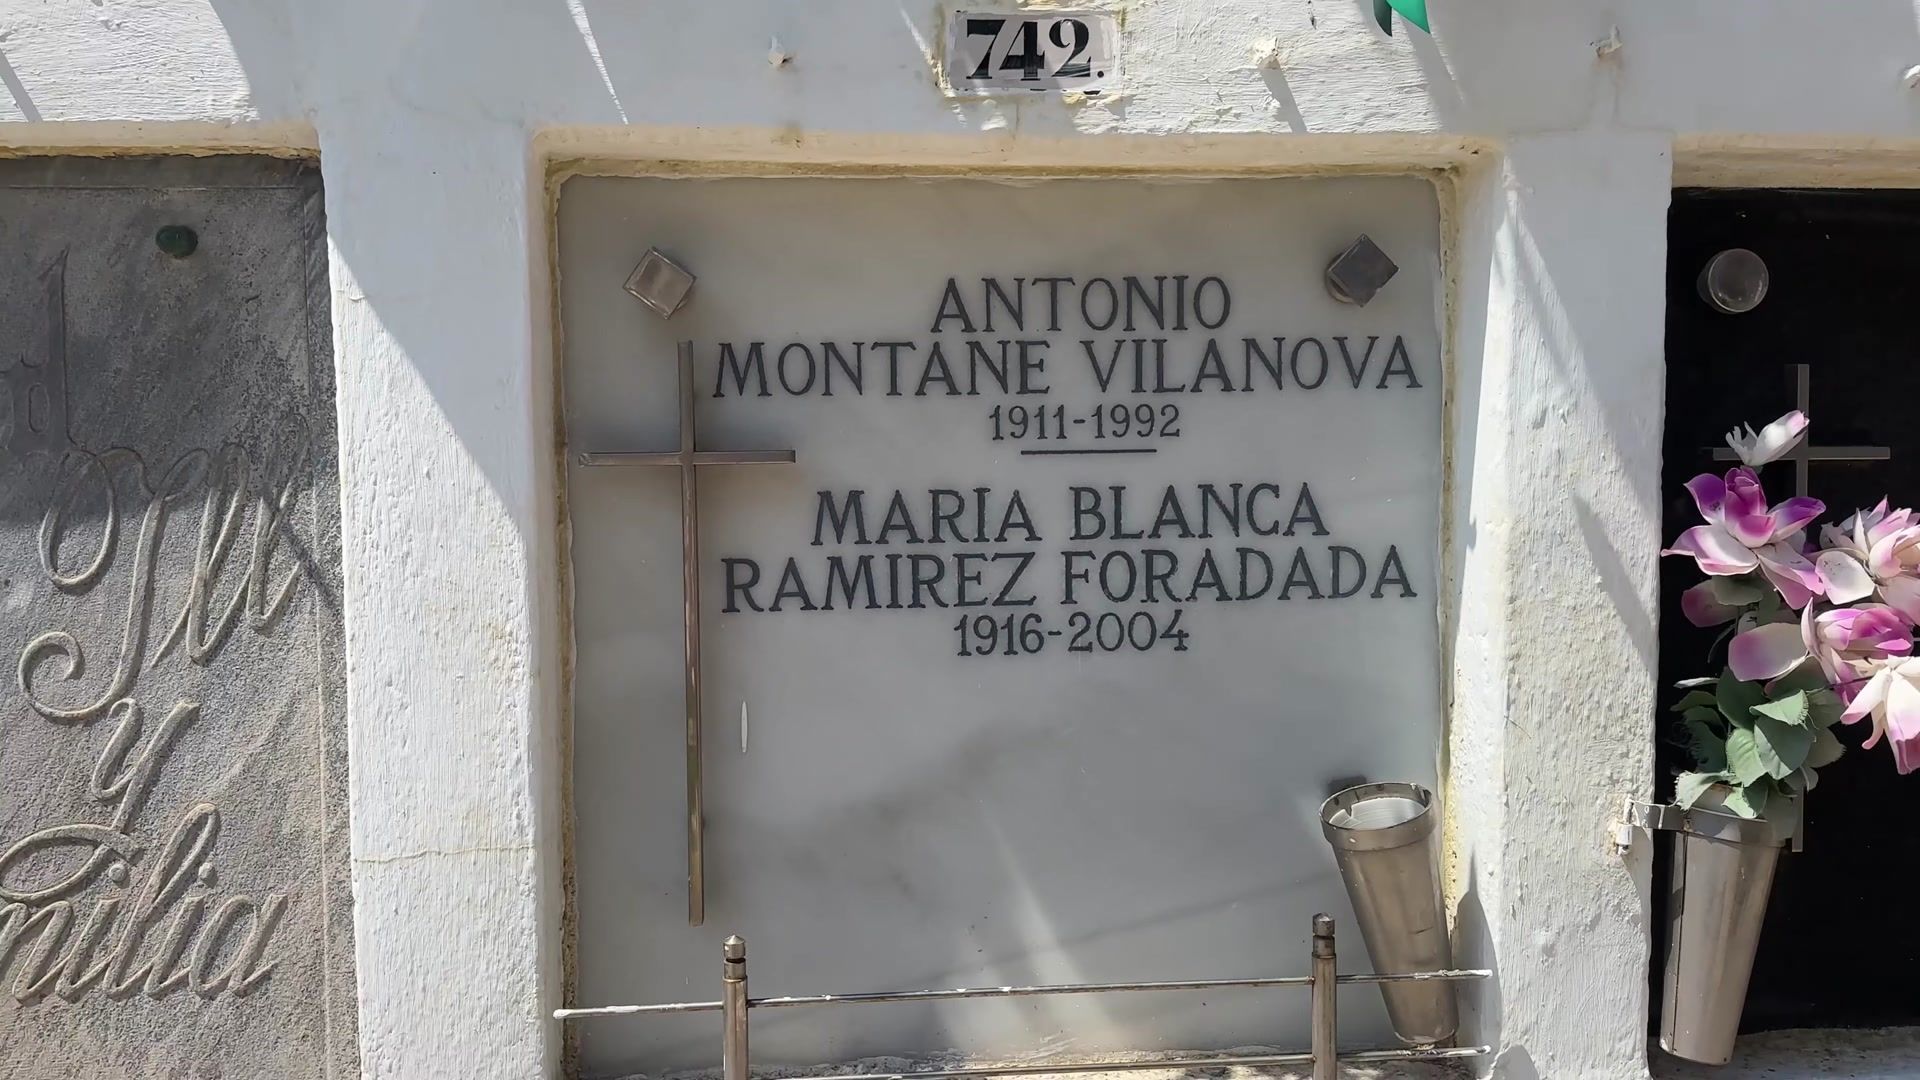 742.
ANTONIO
MONTANE VILANOVA
1911-1992
MARIA BLANCA
RAMIREZ FORADADA
1916-2004
y